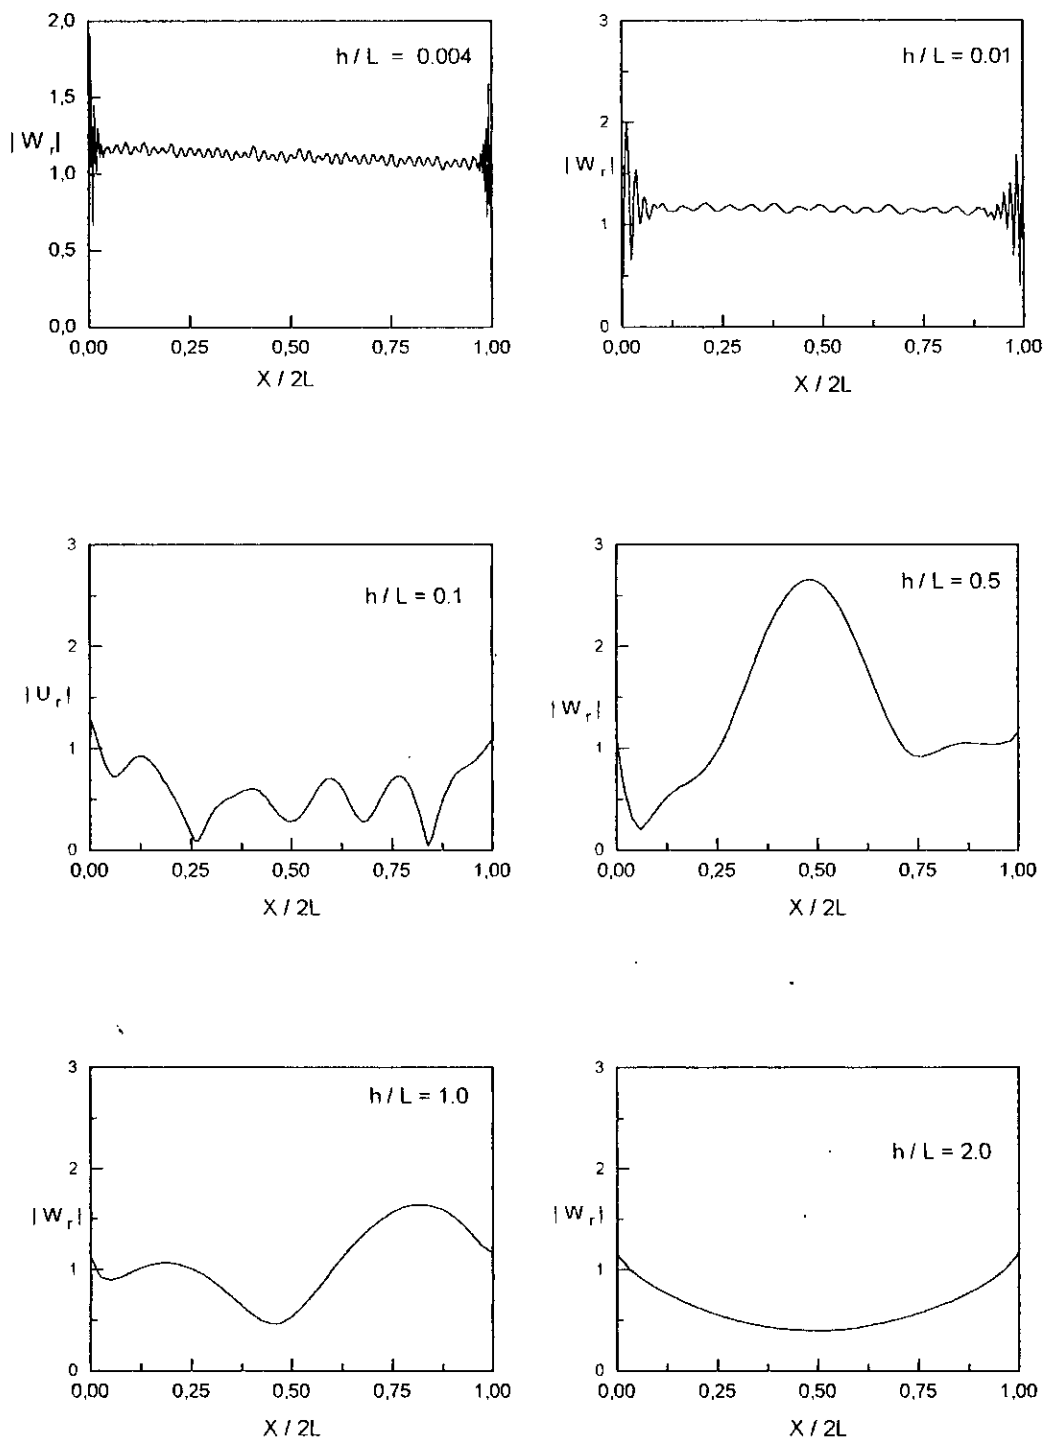 2,0
h / L = 0.004
1,5
| W r |
1,0
0,5
0,0
0,00 0,25 0,50 0,75 1,00
X / 2L
3
h / L = 0.01
2
| W r |
1
0
0,00 0,25 0,50 0,75 1,00
X / 2L
3
h / L = 0.1
2
| U r |
1
0
0,00 0,25 0,50 0,75 1,00
X / 2L
3
h / L = 0.5
2
| W r |
1
0
0,00 0,25 0,50 0,75 1,00
X / 2L
3
h / L = 1.0
2
| W r |
1
0
0,00 0,25 0,50 0,75 1,00
X / 2L
3
h / L = 2.0
2
| W r |
1
0
0,00 0,25 0,50 0,75 1,00
X / 2L